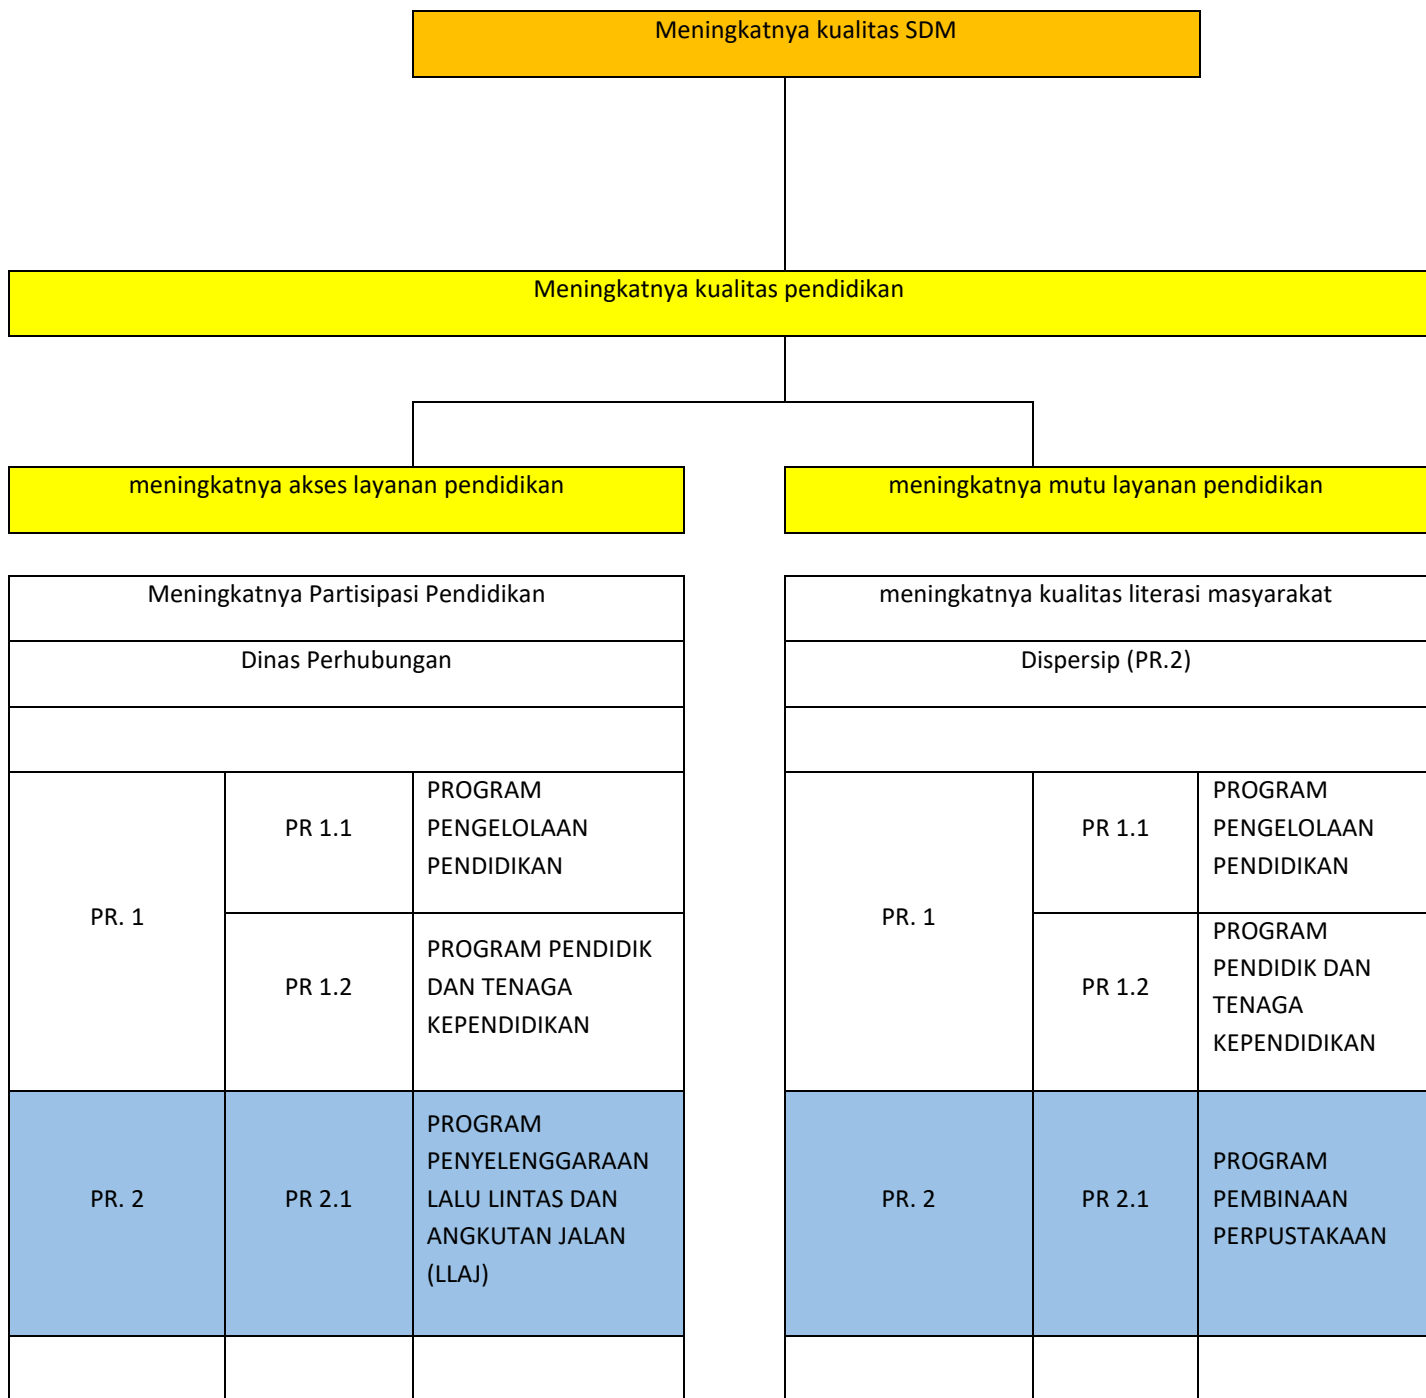 Meningkatnya kualitas SDM
Meningkatnya kualitas pendidikan
meningkatnya akses layanan pendidikan
meningkatnya mutu layanan pendidikan
Meningkatnya Partisipasi Pendidikan
Dinas Perhubungan
PR. 1
PR 1.1
PROGRAM
PENGELOLAAN
PENDIDIKAN
PR 1.2
PROGRAM PENDIDIK
DAN TENAGA
KEPENDIDIKAN
PR. 2
PR 2.1
PROGRAM
PENYELENGGARAAN
LALU LINTAS DAN
ANGKUTAN JALAN
(LLAJ)
meningkatnya kualitas literasi masyarakat
Dispersip (PR.2)
PR. 1
PR 1.1
PROGRAM
PENGELOLAAN
PENDIDIKAN
PR 1.2
PROGRAM
PENDIDIK DAN
TENAGA
KEPENDIDIKAN
PR. 2
PR 2.1
PROGRAM
PEMBINAAN
PERPUSTAKAAN